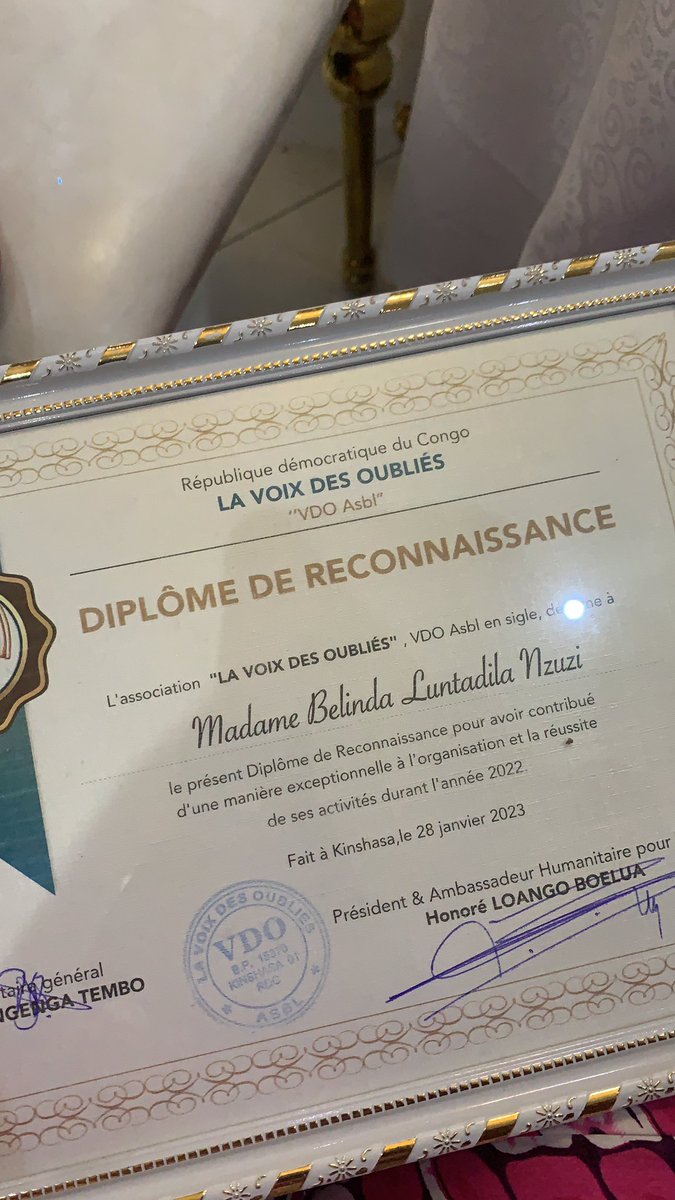 République démocratique du Congo
LA VOIX DES OUBLIÉS
"VDO Asbl"
DIPLÔME DE RECONNAISSANCE
L'association "LA VOIX DES OUBLIÉS" , VDO Asbl en sigle, à
Madame Belinda Luntadila Nzuzi
le présent Diplôme de Reconnaissance pour avoir contribué
d'une manière exceptionnelle à l'organisation et la réussite
de ses activités durant l'année 2022.
Fait à Kinshasa,le 28 janvier 2023
Président & Ambassadeur Humanitaire pour
Honoré LOANGO BOELUA
général
TEMBO
LA VOIX DES OUBLIES
VDO
KINSHASA 01
RDC
ASBL